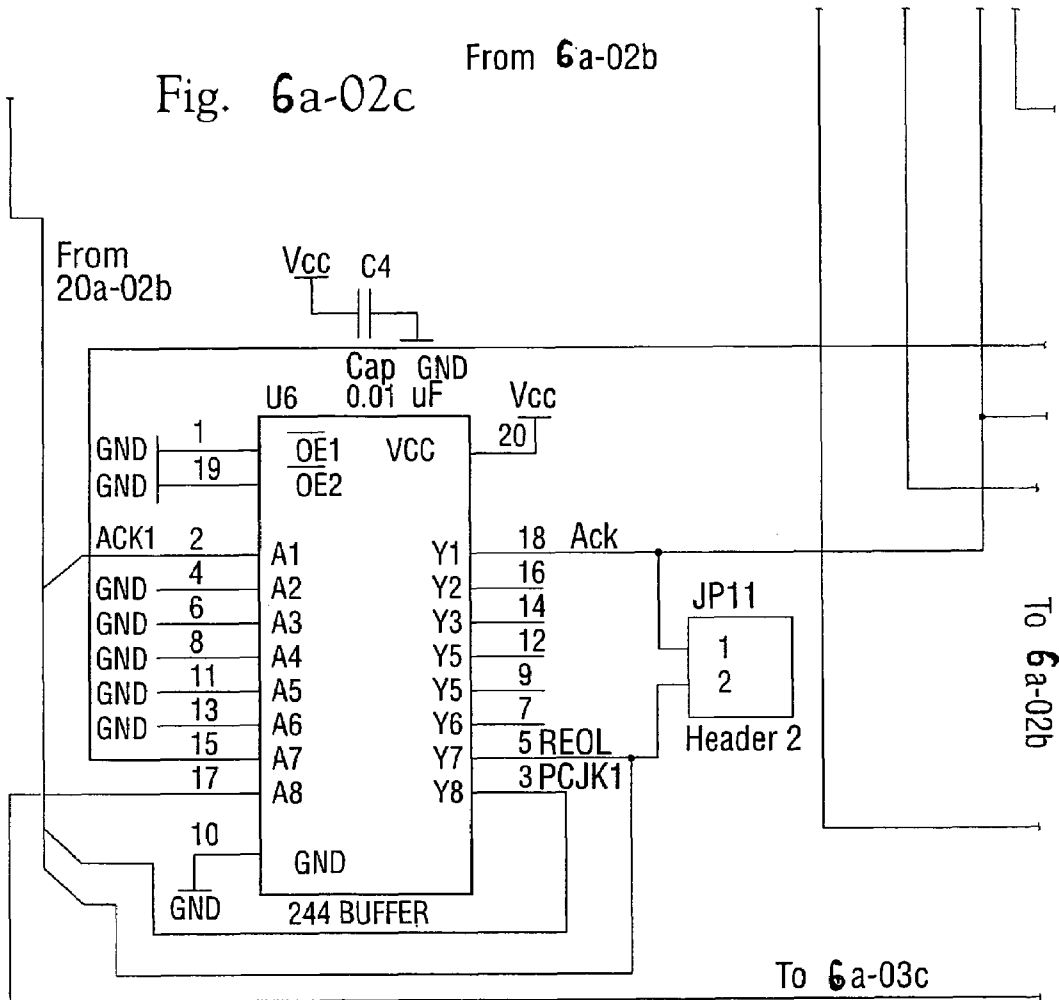 From 6a-02b
Fig. 6a-02c
From
20a-02b
Vcc
C4
Cap
0.01 uF
GND
U6
Vcc
GND
1
OE1
VCC
20
GND
19
OE2
ACK1
2
A1
Y1
18
Ack
GND
4
A2
Y2
16
GND
6
A3
Y3
14
GND
8
A4
Y5
12
GND
11
A5
Y5
9
GND
13
A6
Y6
7
15
A7
Y7
5
REOL
17
A8
Y8
3
PCJK1
10
GND
GND
244 BUFFER
JP11
1
2
Header 2
To 6a-02b
To 6a-03c